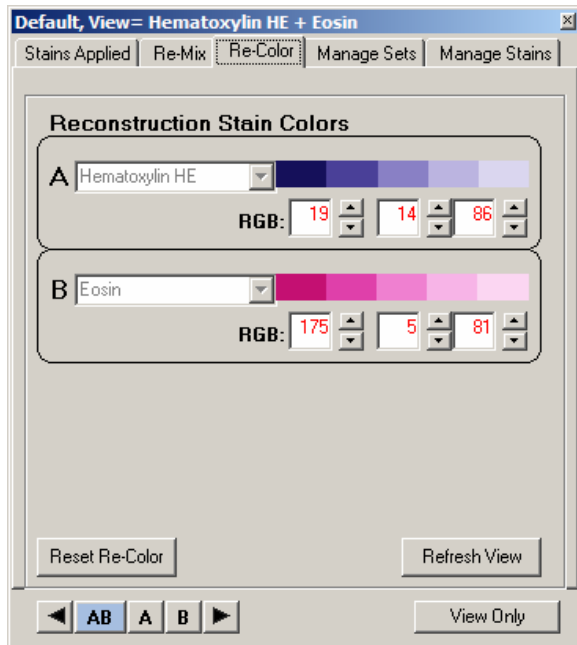 Default, View= Hematoxylin HE + Eosin
Stains Applied Re-Mix Re-Color Manage Sets Manage Stains
Reconstruction Stain Colors
A Hematoxylin HE
RGB: 19 14 86
B Eosin
RGB: 175 5 81
Reset Re-Color Refresh View
AB A B View Only